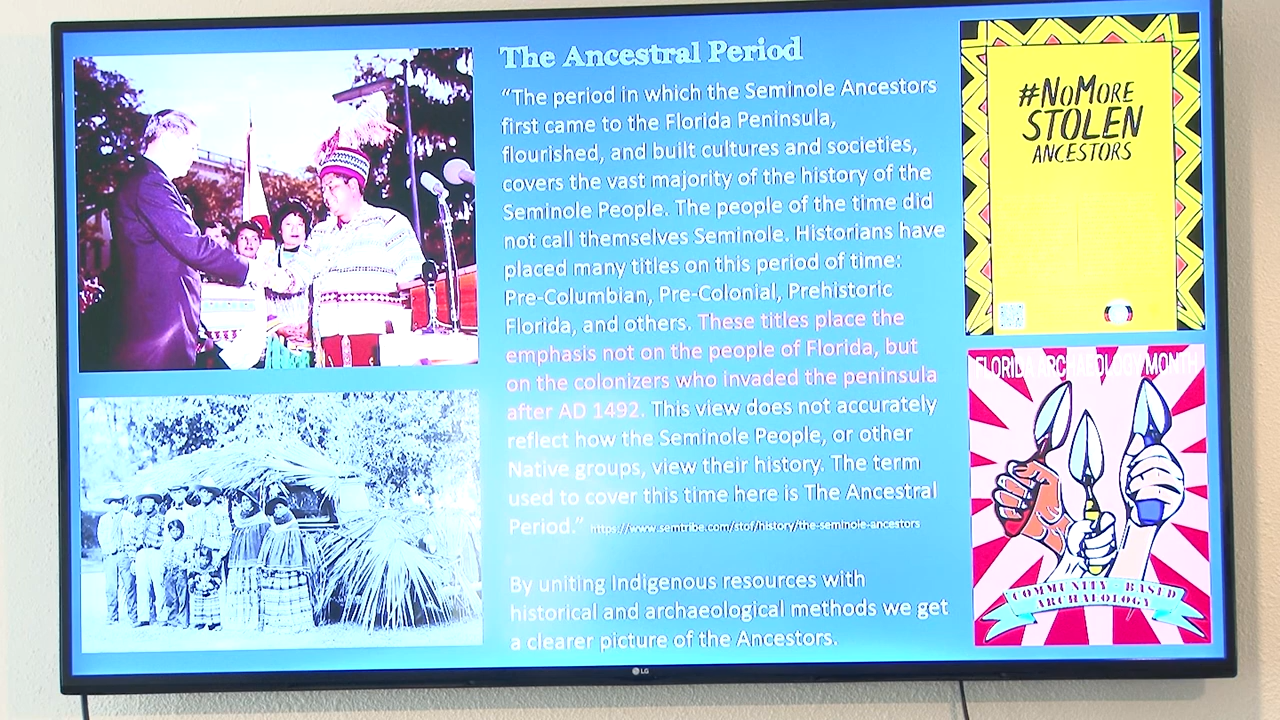 The Ancestral Period
“The period in which the Seminole Ancestors
first came to the Florida Peninsula,
flourished, and built cultures and societies,
covers the vast majority of the history of the
Seminole People. The people of the time did
not call themselves Seminole. Historians have
placed many titles on this period of time:
Pre-Columbian, Pre-Colonial, Prehistoric
Florida, and others. These titles place the
emphasis not on the people of Florida, but
on the colonizers who invaded the peninsula
after AD 1492. This view does not accurately
reflect how the Seminole People, or other
Native groups, view their history. The term
used to cover this time here is The Ancestral
Period.” https://www.semtribe.com/stof/history/the-seminole-ancestors
By uniting Indigenous resources with
historical and archaeological methods we get
a clearer picture of the Ancestors.
#NoMore
STOLEN
ANCESTORS
FLORIDA ARCHAEOLOGY MONTH
COMMUNITY-BASED
ARCHAEOLOGY
LG